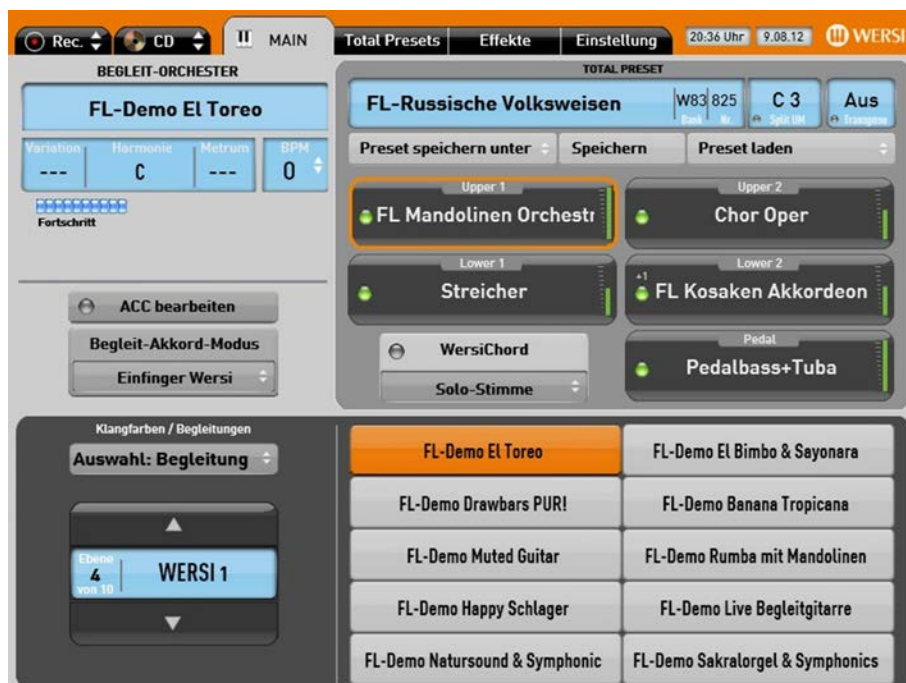 Rec.
CD
MAIN
Total Presets
Effekte
Einstellung
20:36 Uhr
9.08.12
WERSI
BEGLEIT-ORCHESTER
FL-Demo El Toreo
Variation
Harmonie
Metrum
BPM
---
C
---
0
Fortschritt
ACC bearbeiten
Begleit-Akkord-Modus
Einfinger Wersi
TOTAL PRESET
FL-Russische Volksweisen
W83 825
Bank Nr.
C 3
Split UM
Aus
Transpose
Preset speichern unter
Speichern
Preset laden
Upper 1
FL Mandolinen Orchestr
Upper 2
Chor Oper
Lower 1
Streicher
Lower 2
+1
FL Kosaken Akkordeon
WersiChord
Solo-Stimme
Pedal
Pedalbass+Tuba
Klangfarben / Begleitungen
Auswahl: Begleitung
Ebene
4
von 10
WERSI 1
FL-Demo El Toreo
FL-Demo El Bimbo & Sayonara
FL-Demo Drawbars PUR!
FL-Demo Banana Tropicana
FL-Demo Muted Guitar
FL-Demo Rumba mit Mandolinen
FL-Demo Happy Schlager
FL-Demo Live Begleitgitarre
FL-Demo Natursound & Symphonic
FL-Demo Sakralorgel & Symphonics